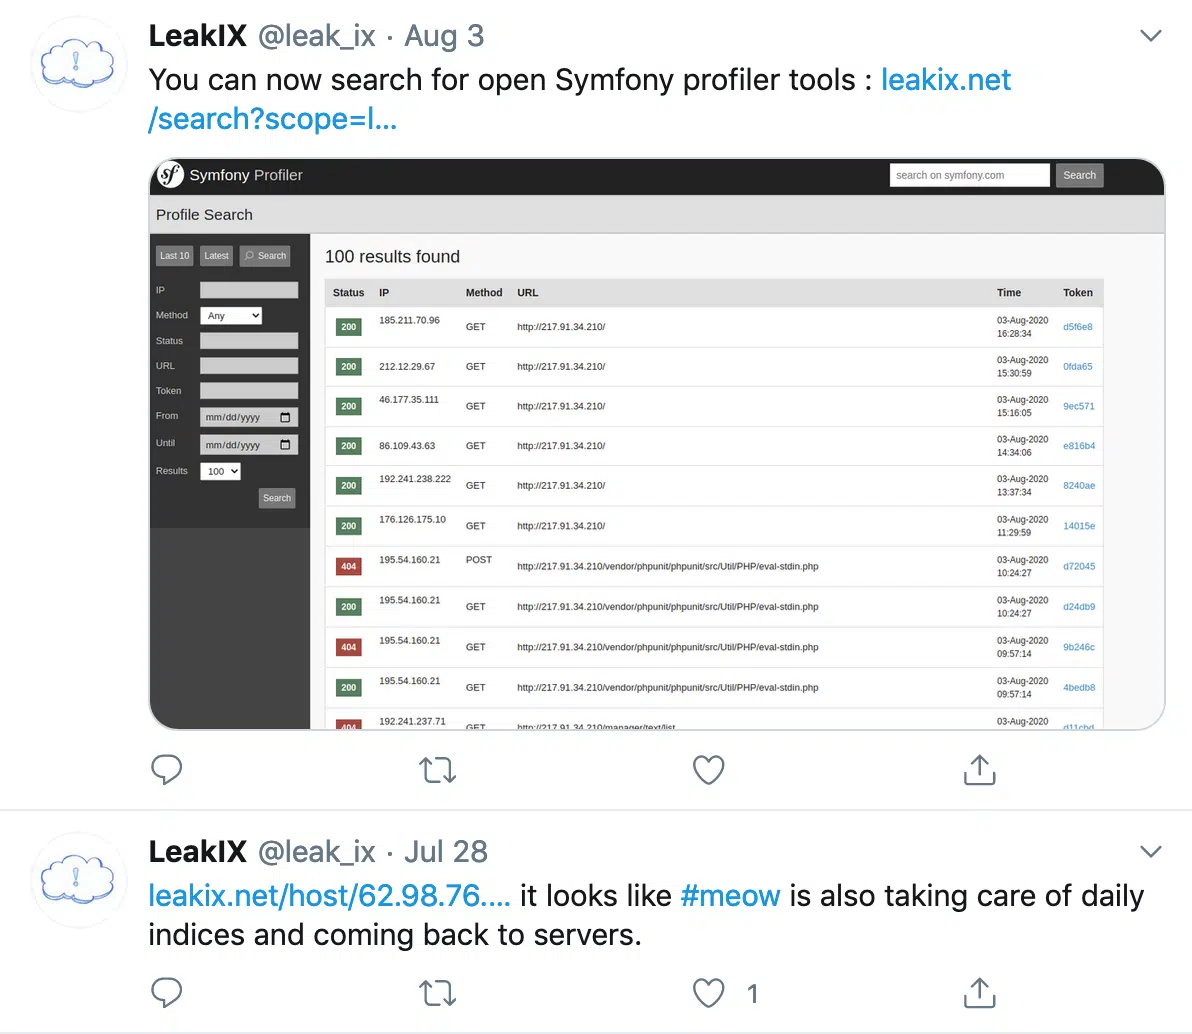 LeakIX @leak_ix · Aug 3
You can now search for open Symfony profiler tools : leakix.net
/search?scope=l...
sf Symfony Profiler
search on symfony.com Search
Profile Search
Last 10 Latest Search
IP
Method Any
Status
URL
Token
From mm/dd/yyyy
Until mm/dd/yyyy
Results 100
Search
100 results found
Status IP Method URL Time Token
200 185.211.70.96 GET http://217.91.34.210/ 03-Aug-2020 16:28:34 d5f6e8
200 212.12.29.67 GET http://217.91.34.210/ 03-Aug-2020 15:30:59 0fda65
200 46.177.35.111 GET http://217.91.34.210/ 03-Aug-2020 15:16:05 9ec571
200 86.109.43.63 GET http://217.91.34.210/ 03-Aug-2020 14:34:06 e816b4
200 192.241.238.222 GET http://217.91.34.210/ 03-Aug-2020 13:37:34 8240ae
200 176.126.175.10 GET http://217.91.34.210/ 03-Aug-2020 11:29:59 14015e
404 195.54.160.21 POST http://217.91.34.210/vendor/phpunit/phpunit/src/Util/PHP/eval-stdin.php 03-Aug-2020 10:24:27 d72045
200 195.54.160.21 GET http://217.91.34.210/vendor/phpunit/phpunit/src/Util/PHP/eval-stdin.php 03-Aug-2020 10:24:27 d24db9
404 195.54.160.21 GET http://217.91.34.210/vendor/phpunit/phpunit/src/Util/PHP/eval-stdin.php 03-Aug-2020 09:57:14 9b246c
200 195.54.160.21 GET http://217.91.34.210/vendor/phpunit/phpunit/src/Util/PHP/eval-stdin.php 03-Aug-2020 09:57:14 4bedb8
404 192.241.237.71 GET http://217.91.34.210/manager/text/list 03-Aug-2020 d11cbd
LeakIX @leak_ix · Jul 28
leakix.net/host/62.98.76.... it looks like #meow is also taking care of daily
indices and coming back to servers.
1